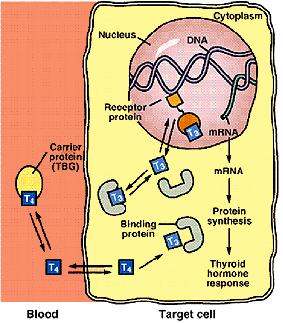 Cytoplasm
Nucleus
DNA
Receptor
protein
T3
mRNA
Carrier
protein
(TBG)
T3
mRNA
T4
T3
Binding
protein
T3
Protein
synthesis
T4
T4
Thyroid
hormone
response
Blood
Target cell